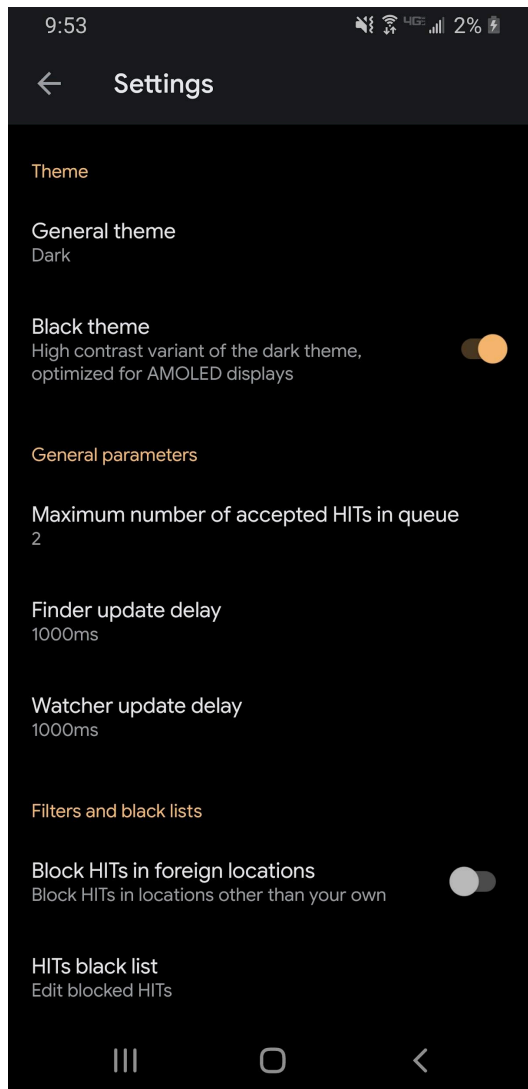 9:53
4GE 2%
Settings
Theme
General theme
Dark
Black theme
High contrast variant of the dark theme,
optimized for AMOLED displays
General parameters
Maximum number of accepted HITs in queue
2
Finder update delay
1000ms
Watcher update delay
1000ms
Filters and black lists
Block HITs in foreign locations
Block HITs in locations other than your own
HITs black list
Edit blocked HITs